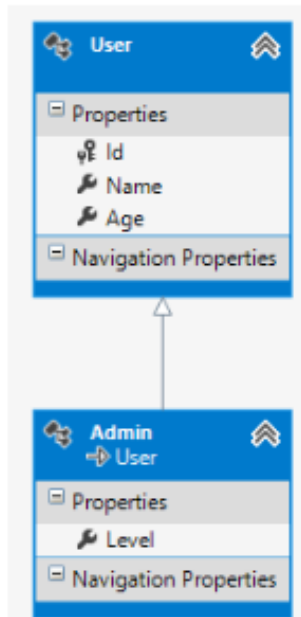 User
Properties
Id
Name
Age
Navigation Properties
Admin
User
Properties
Level
Navigation Properties